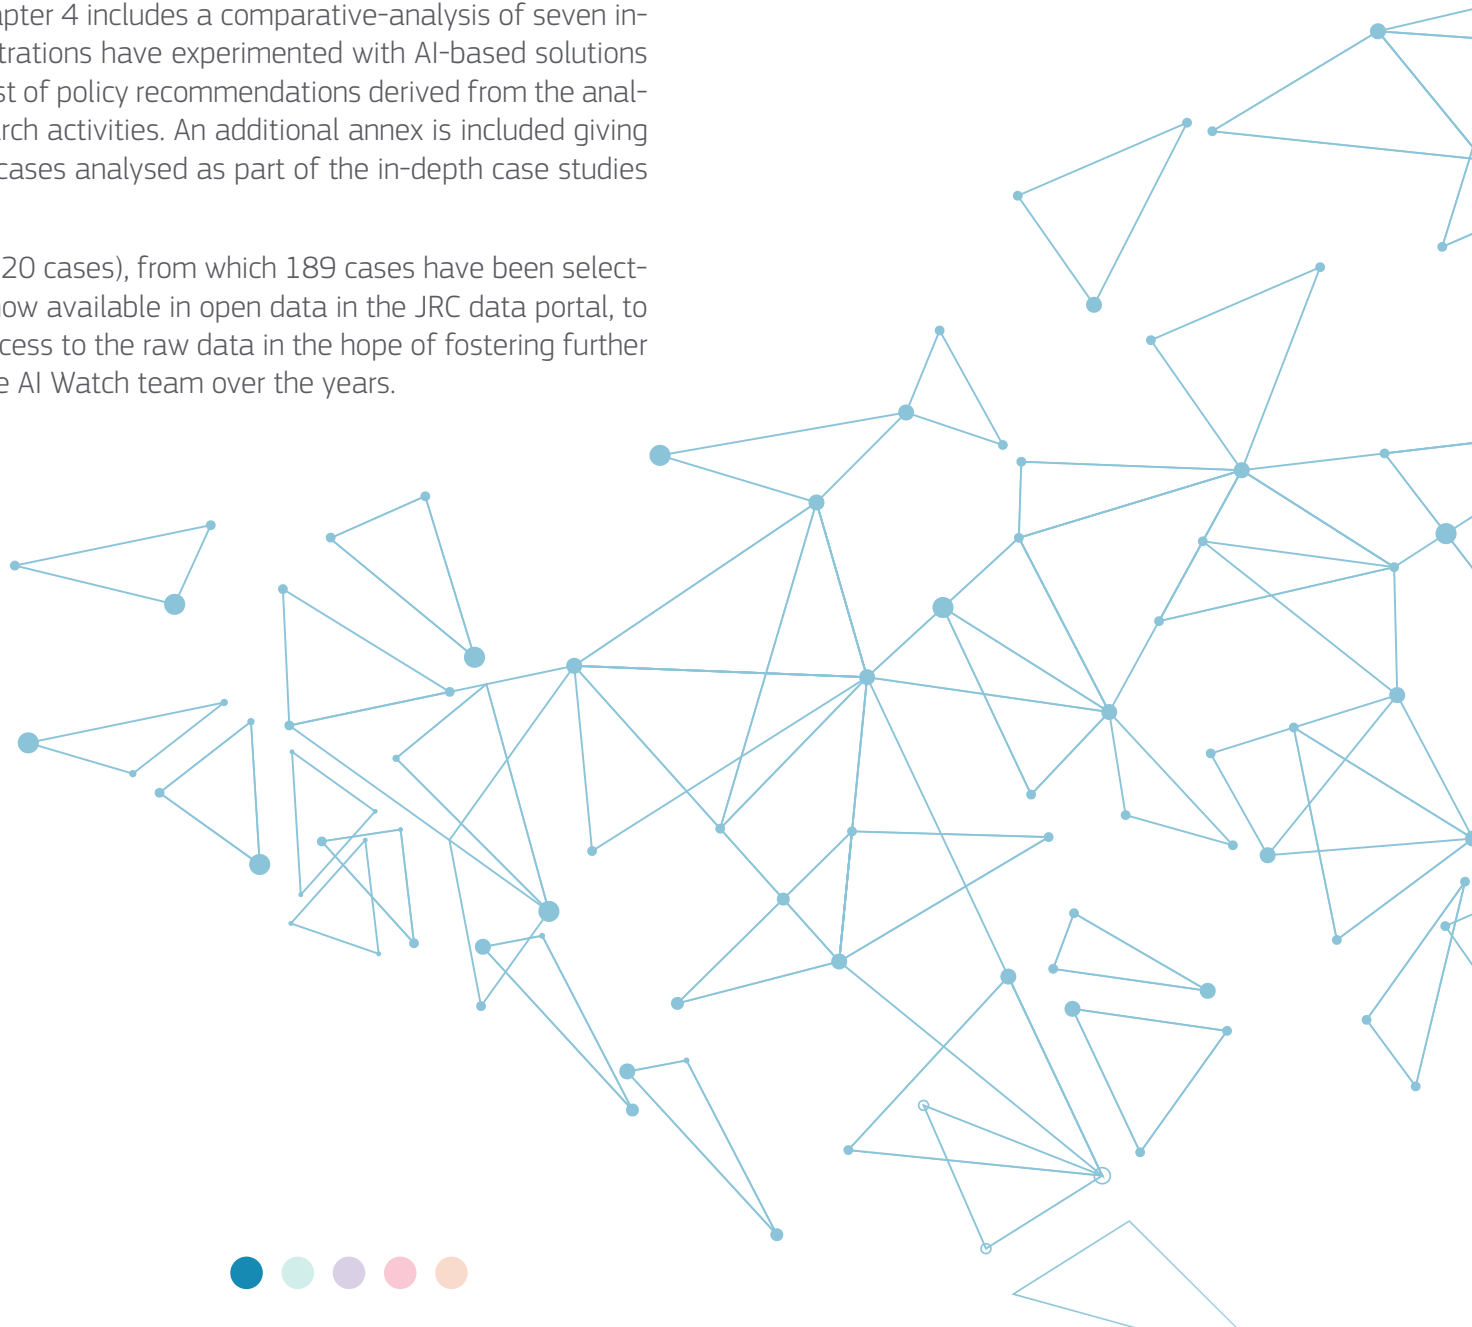 apter 4 includes a comparative-analysis of seven in-
trations have experimented with AI-based solutions
st of policy recommendations derived from the anal-
rch activities. An additional annex is included giving
cases analysed as part of the in-depth case studies
20 cases), from which 189 cases have been select-
now available in open data in the JRC data portal, to
cess to the raw data in the hope of fostering further
e AI Watch team over the years.